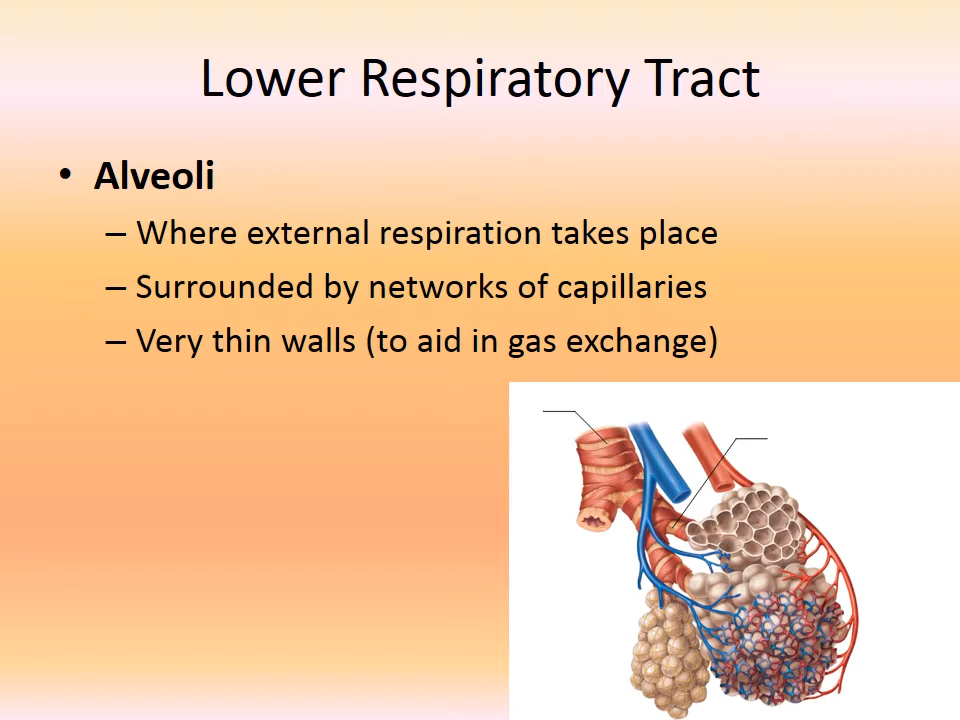 Lower Respiratory Tract
• Alveoli
– Where external respiration takes place
– Surrounded by networks of capillaries
– Very thin walls (to aid in gas exchange)